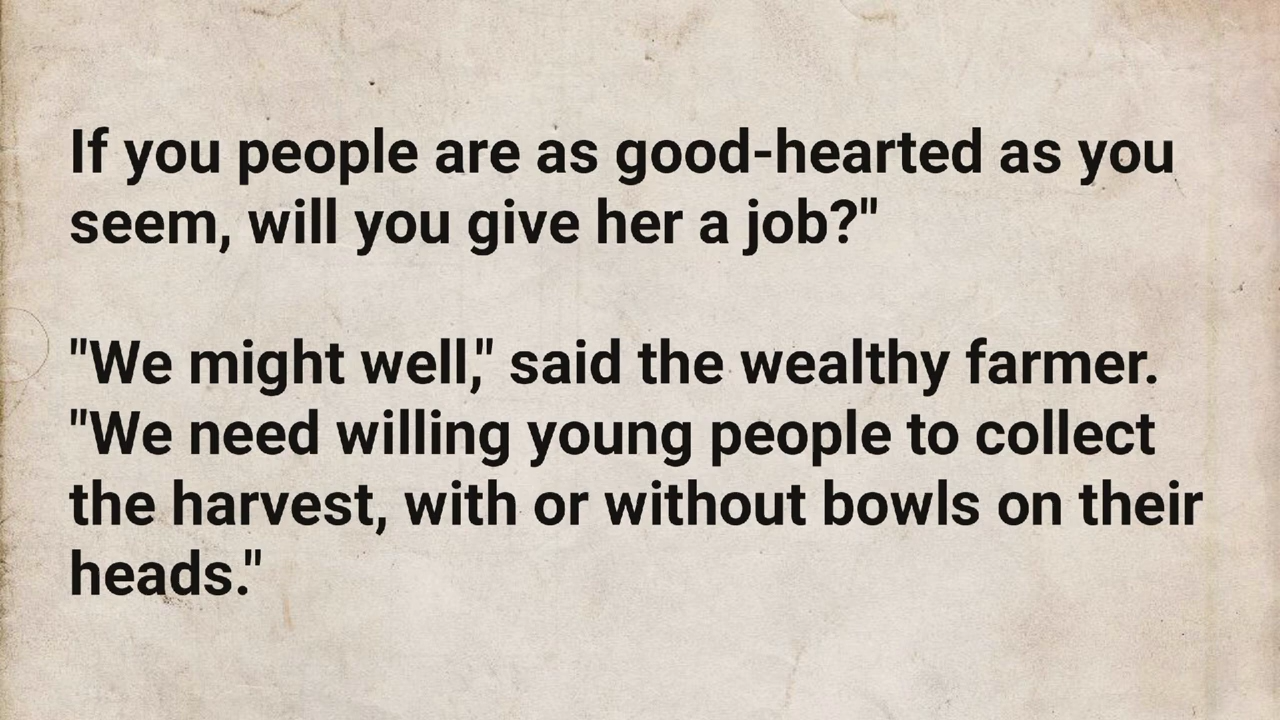 If you people are as good-hearted as you
seem, will you give her a job?"
"We might well," said the wealthy farmer.
"We need willing young people to collect
the harvest, with or without bowls on their
heads."